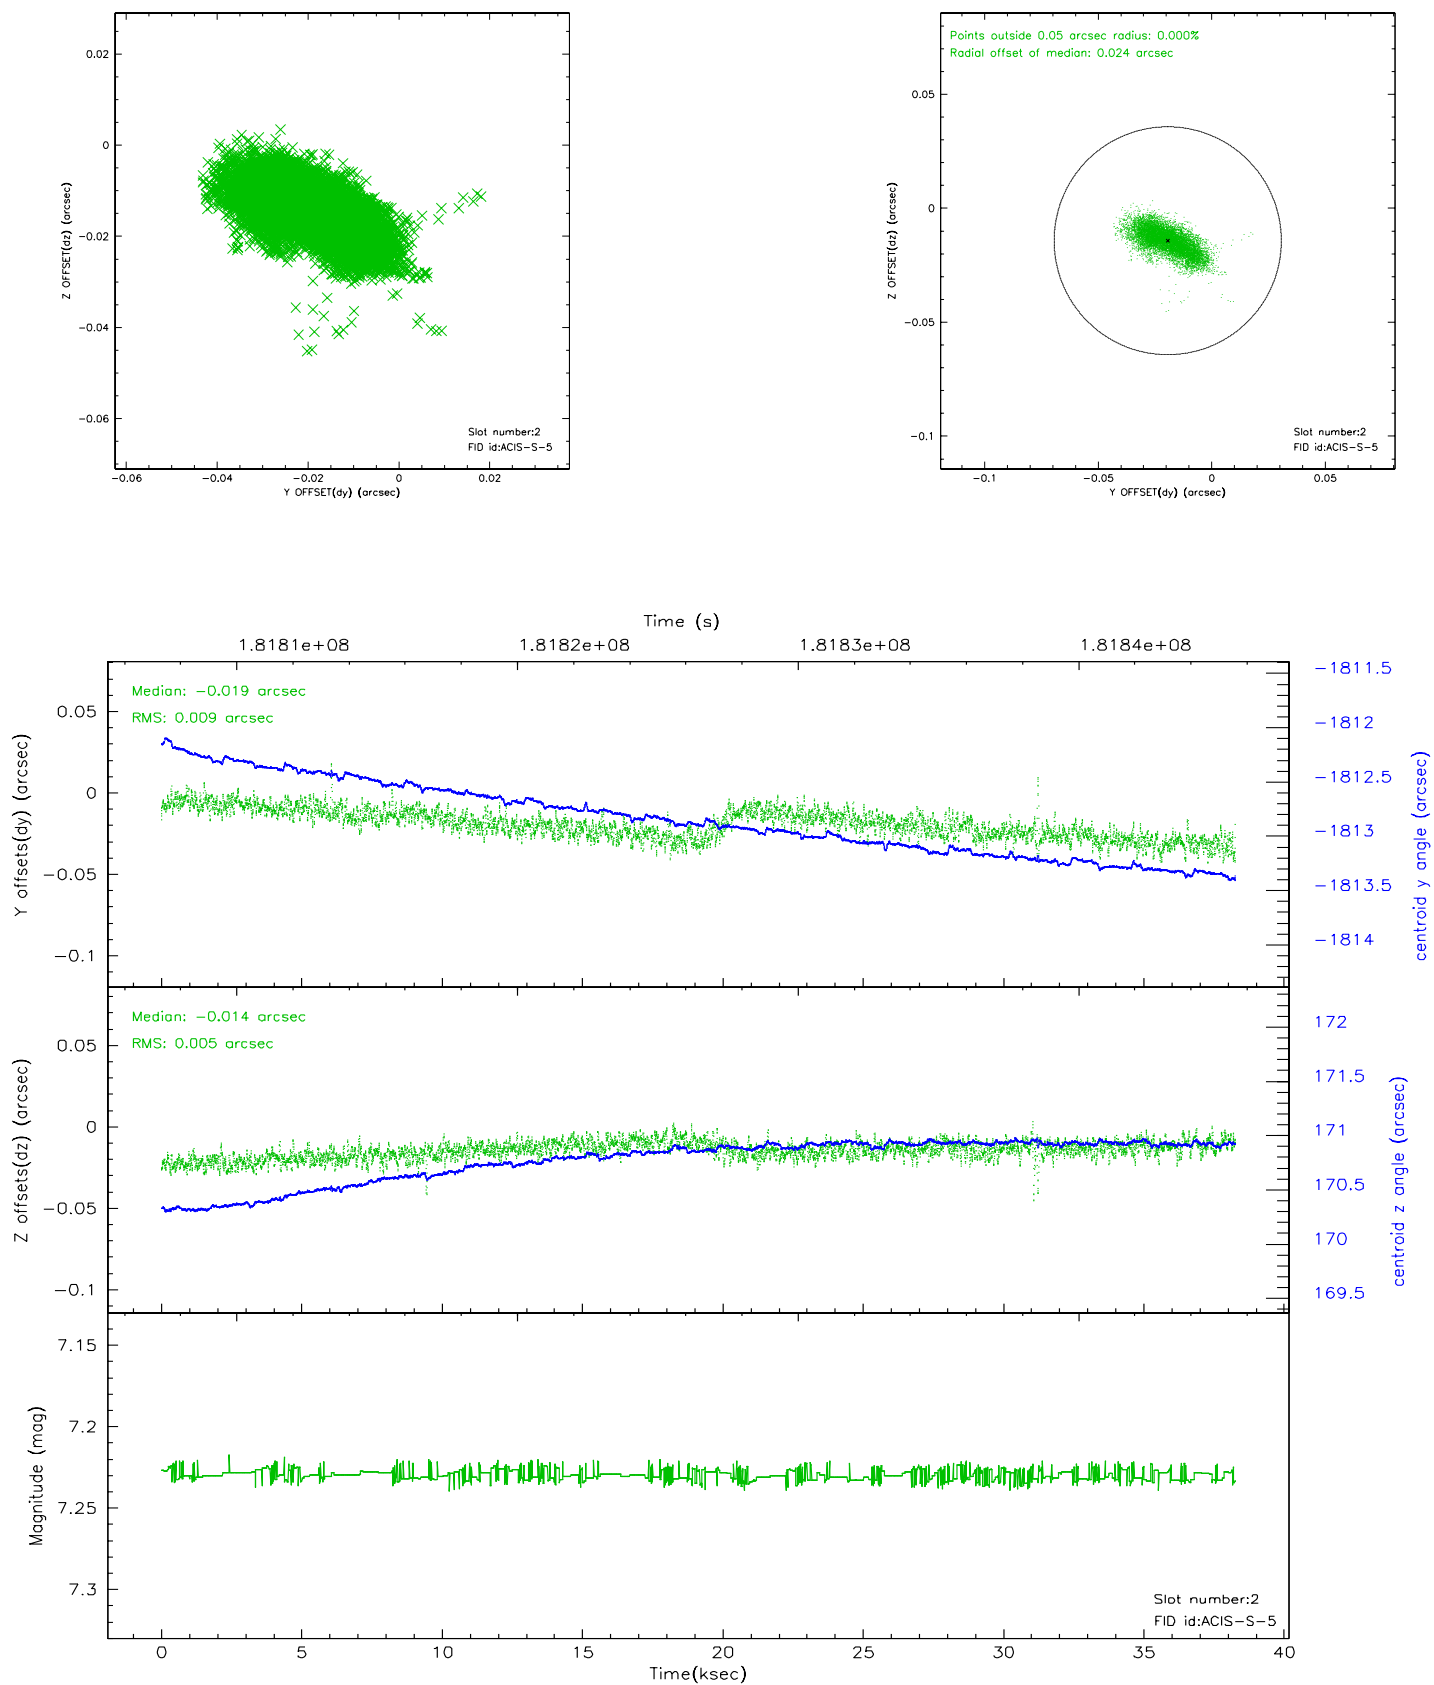 0.02
0
-0.02
-0.04
-0.06
Z OFFSET(dz) (arcsec)
Slot number:2
FID id:ACIS-S-5
-0.06
-0.04
-0.02
0
0.02
Y OFFSET(dy) (arcsec)
Points outside 0.05 arcsec radius: 0.000%
Radial offset of median: 0.024 arcsec
0.05
0
-0.05
-0.1
Z OFFSET(dz) (arcsec)
Slot number:2
FID id:ACIS-S-5
-0.1
-0.05
0
0.05
Y OFFSET(dy) (arcsec)
Time (s)
1.8181e+08
1.8182e+08
1.8183e+08
1.8184e+08
Median: -0.019 arcsec
RMS: 0.009 arcsec
0.05
0
-0.05
-0.1
Y offsets(dy) (arcsec)
-1811.5
-1812
-1812.5
-1813
-1813.5
-1814
centroid y angle (arcsec)
Median: -0.014 arcsec
RMS: 0.005 arcsec
0.05
0
-0.05
-0.1
Z offsets(dz) (arcsec)
172
171.5
171
170.5
170
169.5
centroid z angle (arcsec)
7.15
7.2
7.25
7.3
Magnitude (mag)
Slot number:2
FID id:ACIS-S-5
0
5
10
15
20
25
30
35
40
Time(ksec)